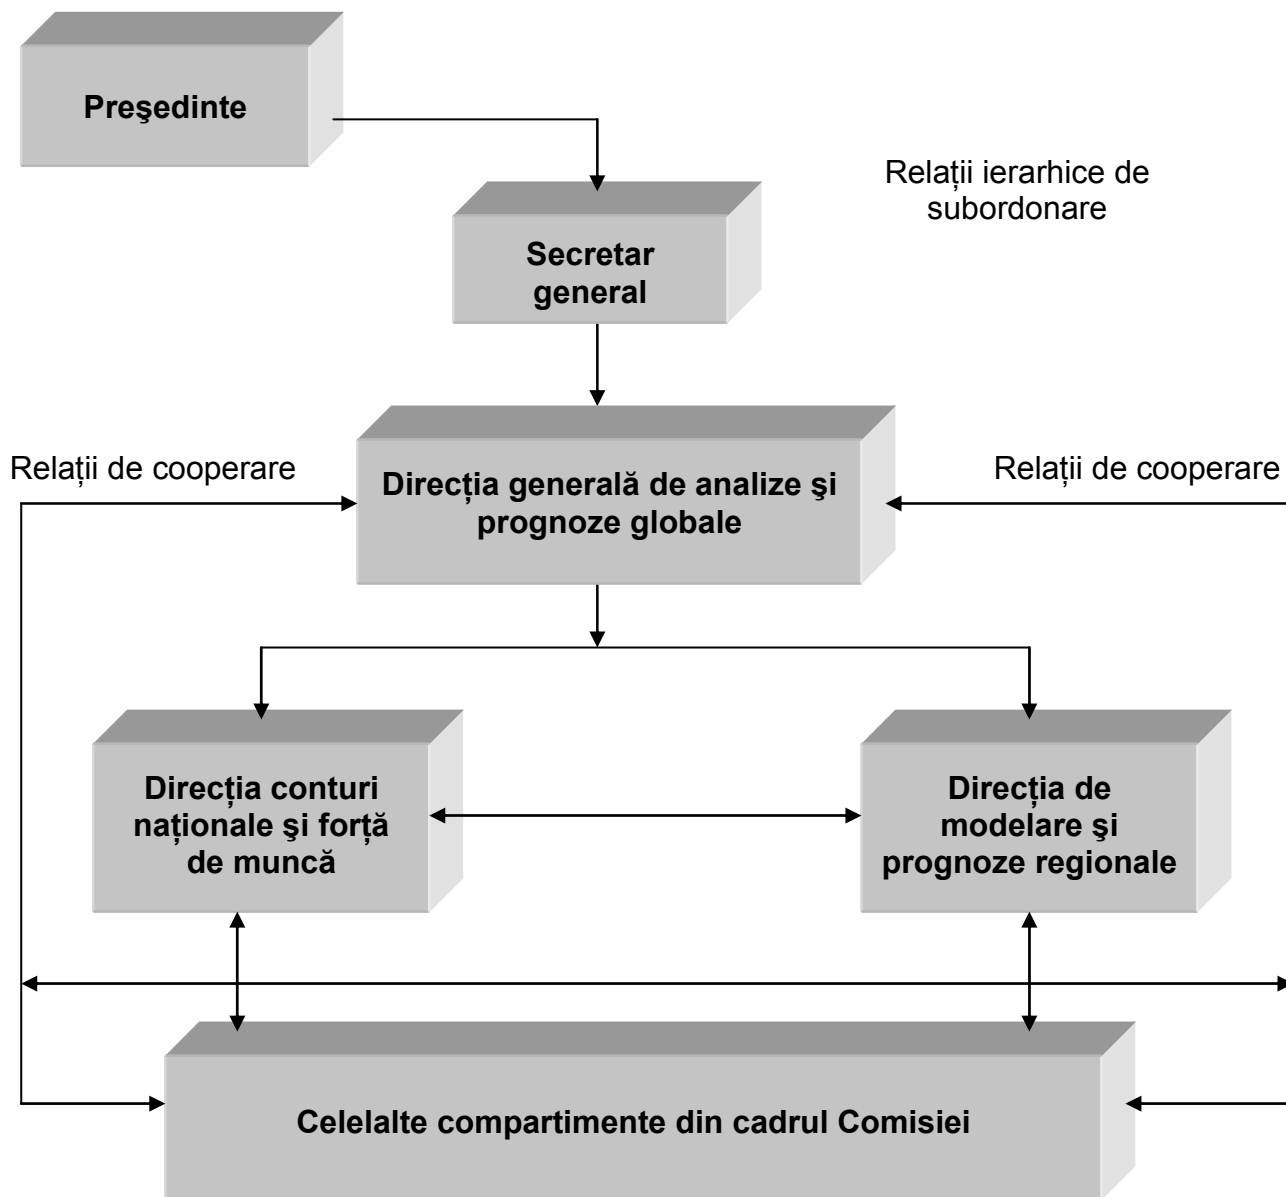 Preşedinte
Relații ierarhice de
subordonare
Secretar
general
Relații de cooperare
Relații de cooperare
Direcția generală de analize şi
prognoze globale
Direcția conturi
naționale şi forță
de muncă
Direcția de
modelare şi
prognoze regionale
Celelalte compartimente din cadrul Comisiei